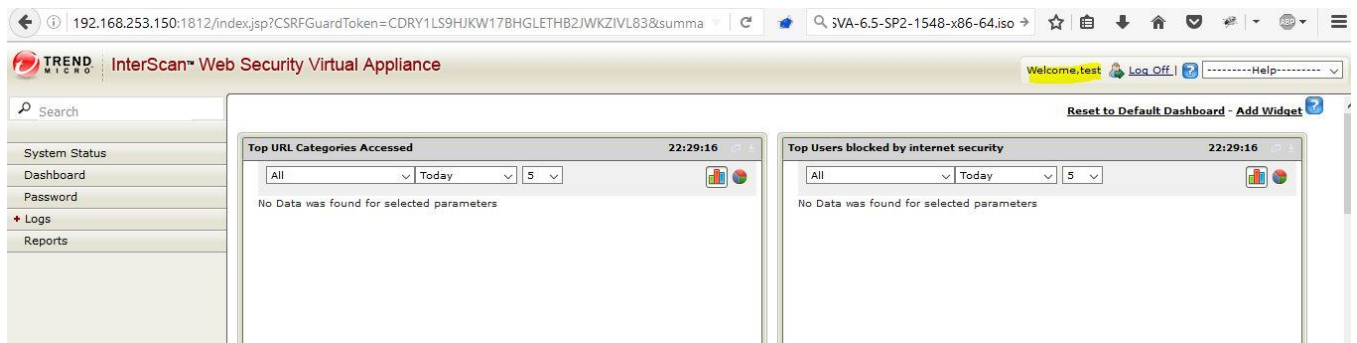 192.168.253.150:1812/index.jsp?CSRFGuardToken=CDRY1LS9HJKW17BHGLETHB2JWKZIVL83&summa
SVA-6.5-SP2-1548-x86-64.iso
ABP
TREND MICRO InterScan™ Web Security Virtual Appliance
Welcome,test Log Off | ? ---------Help---------
Search
Reset to Default Dashboard - Add Widget ?
System Status
Dashboard
Password
+ Logs
Reports
Top URL Categories Accessed 22:29:16
All Today 5
No Data was found for selected parameters
Top Users blocked by internet security 22:29:16
All Today 5
No Data was found for selected parameters